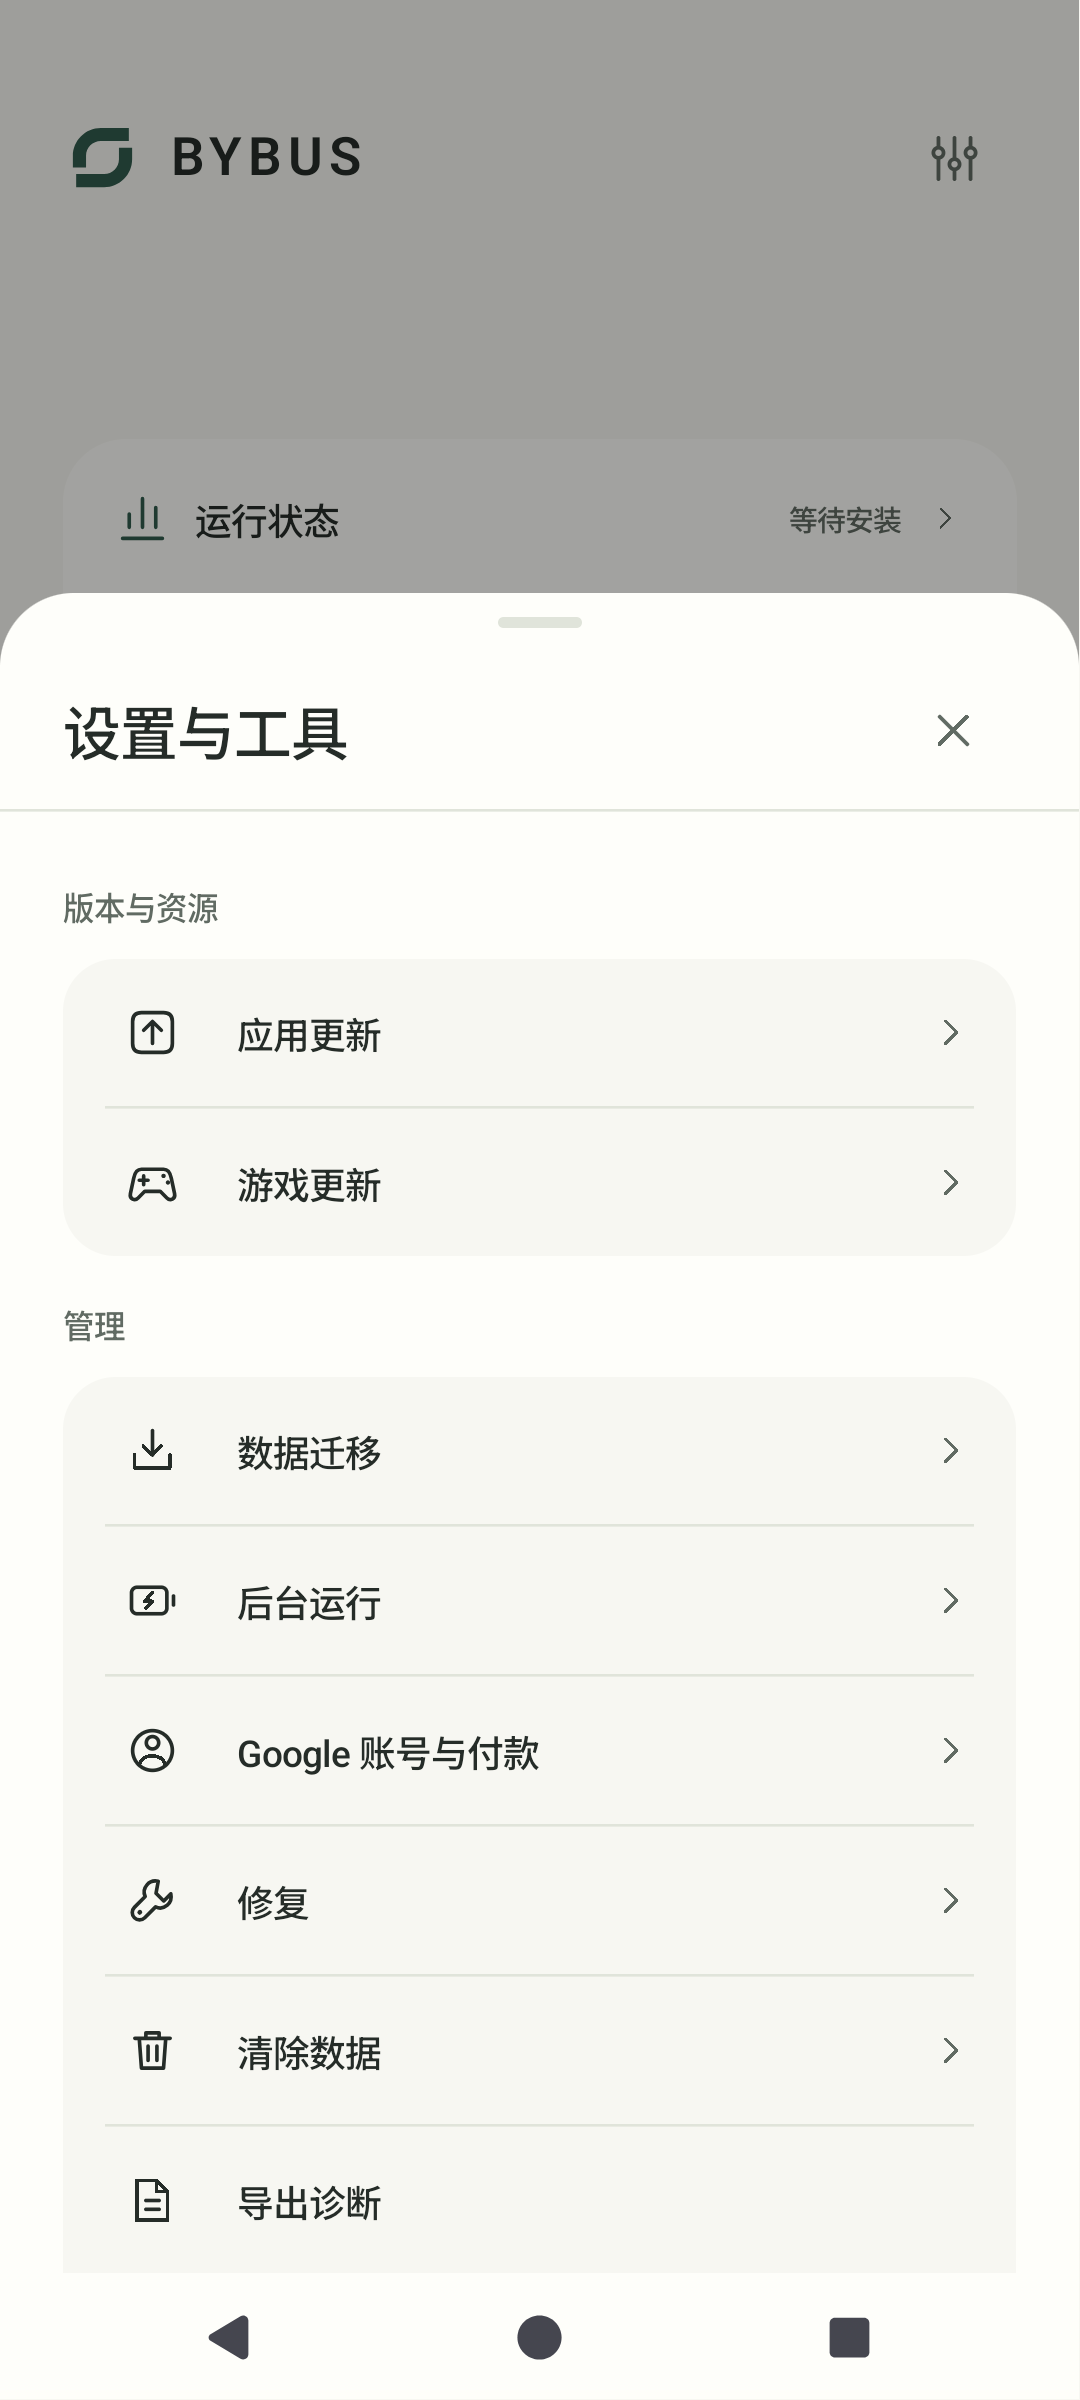 BYBUS
运行状态
等待安装
设置与工具
版本与资源
应用更新
游戏更新
管理
数据迁移
后台运行
Google 账号与付款
修复
清除数据
导出诊断